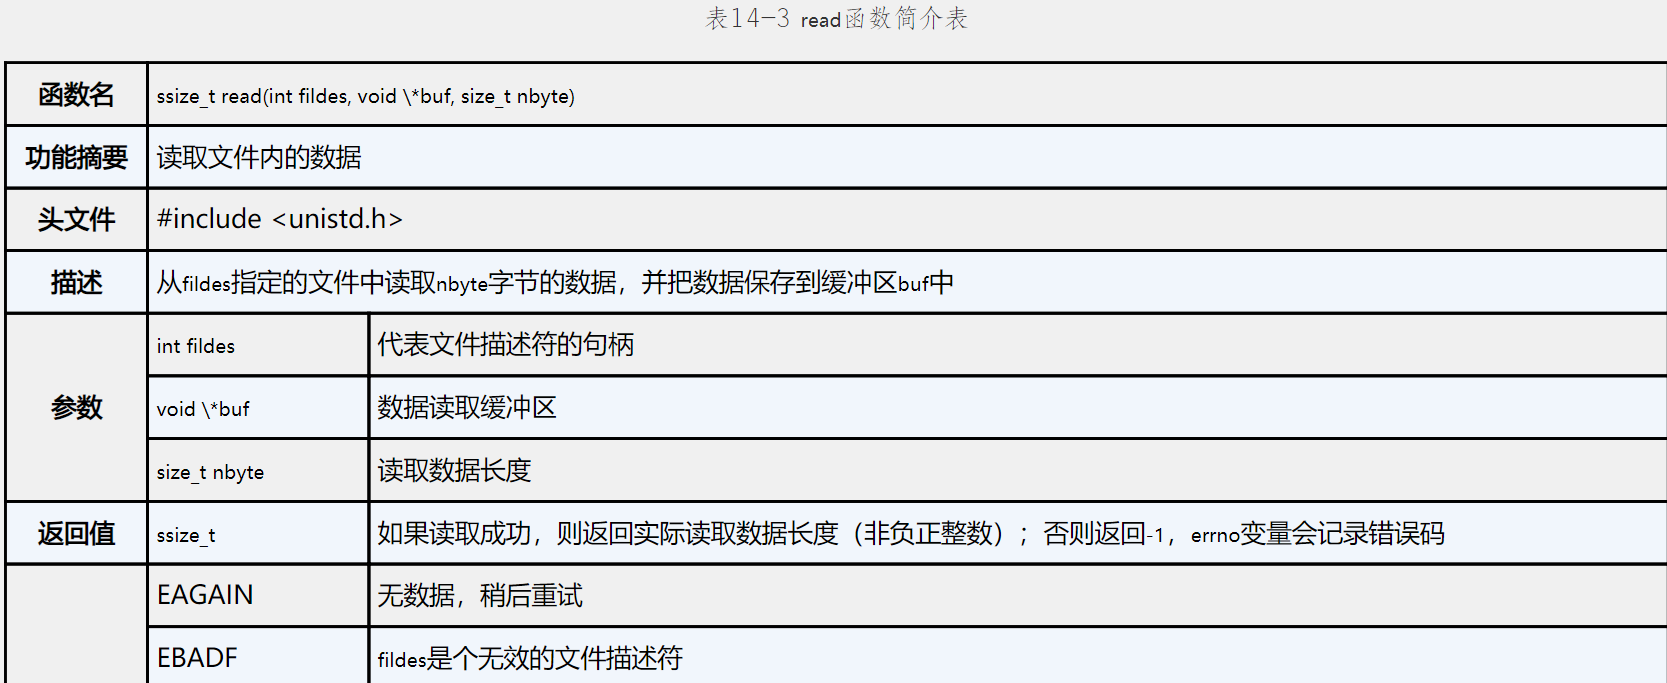 表14-3 read函数简介表
函数名 ssize_t read(int fildes, void \*buf, size_t nbyte)
功能摘要 读取文件内的数据
头文件 #include <unistd.h>
描述 从fildes指定的文件中读取nbyte字节的数据，并把数据保存到缓冲区buf中
int fildes 代表文件描述符的句柄
参数 void \*buf 数据读取缓冲区
size_t nbyte 读取数据长度
返回值 ssize_t 如果读取成功，则返回实际读取数据长度（非负正整数）；否则返回-1，errno变量会记录错误码
EAGAIN 无数据，稍后重试
EBADF fildes是个无效的文件描述符